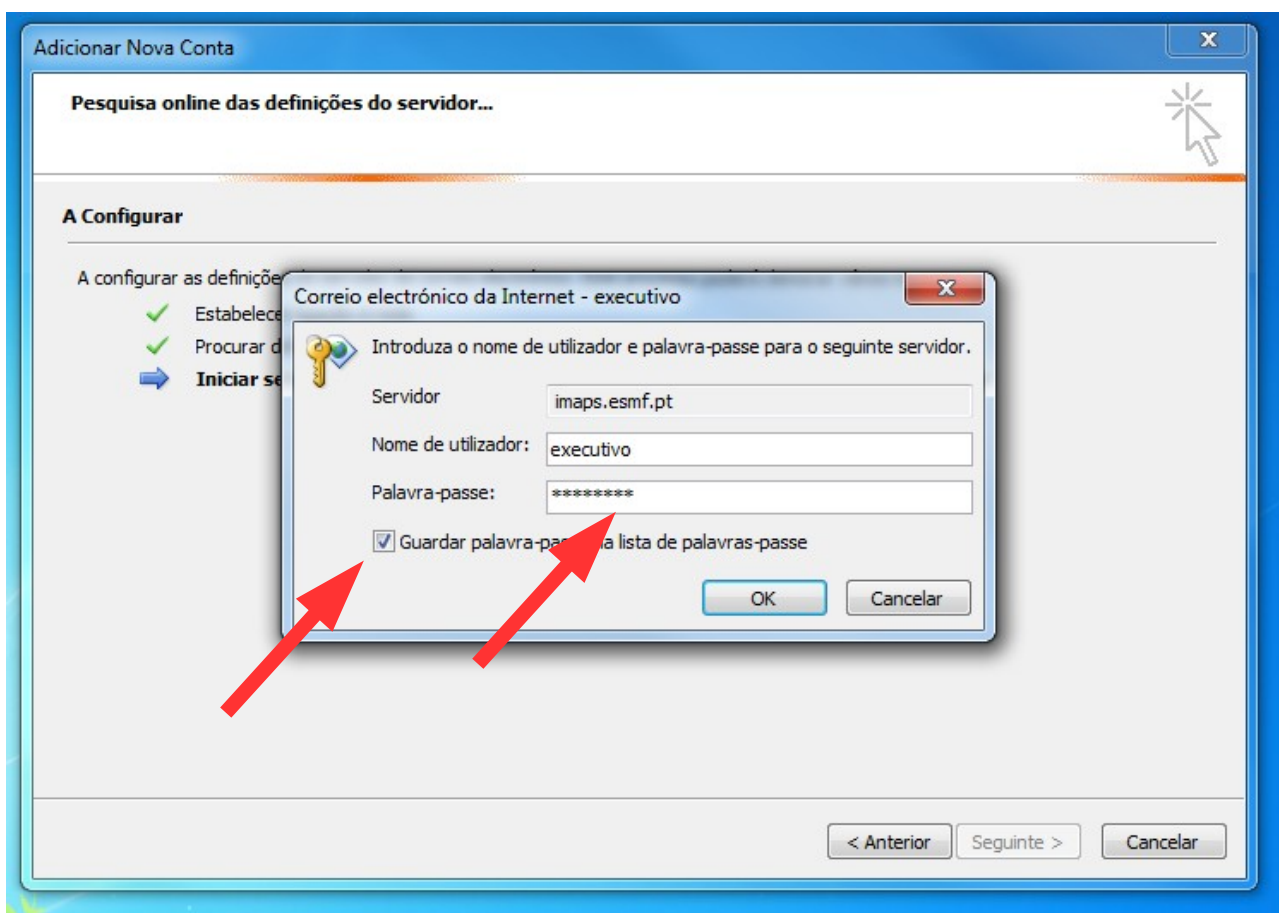 Adicionar Nova Conta
Pesquisa online das definições do servidor...
A Configurar
A configurar as definiçõe
Estabelece
Procurar d
Iniciar se
Correio electrónico da Internet - executivo
Introduza o nome de utilizador e palavra-passe para o seguinte servidor.
Servidor
imaps.esmf.pt
Nome de utilizador:
executivo
Palavra-passe:
********
Guardar palavra-pas a lista de palavras-passe
OK
Cancelar
< Anterior
Seguinte >
Cancelar